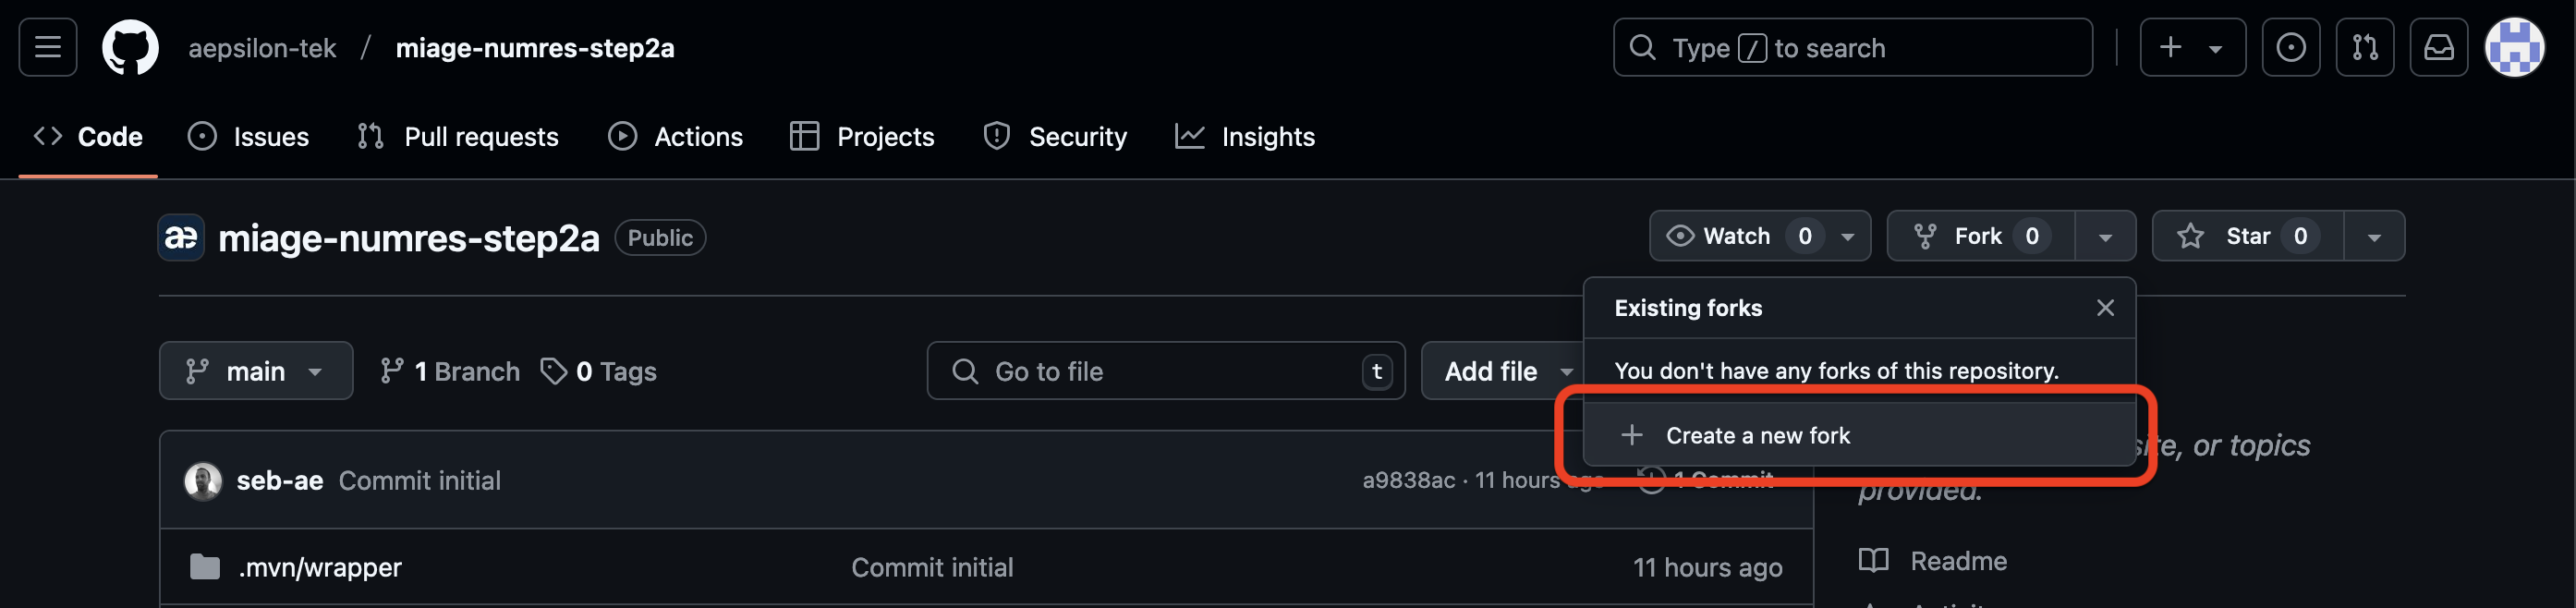 aepsilon-tek / miage-numres-step2a
Type / to search
Code Issues Pull requests Actions Projects Security Insights
æ miage-numres-step2a Public
Watch 0 Fork 0 Star 0
Existing forks
main 1 Branch 0 Tags Go to file t Add file
You don't have any forks of this repository.
Create a new fork
site, or topics
provided.
seb-ae Commit initial a9838ac · 11 hours ago 1 Commit
.mvn/wrapper Commit initial 11 hours ago
Readme